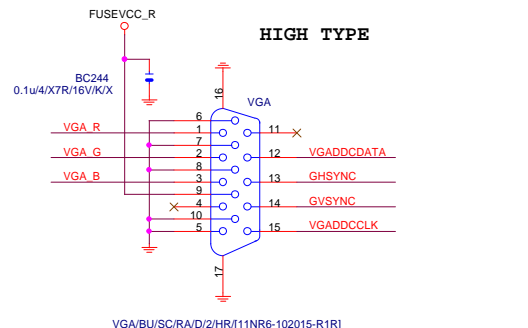 FUSEVCC_R
HIGH TYPE
BC244
0.1u/4/X7R/16V/K/X
16
VGA
6
VGA_R 1 11
7
VGA_G 2 12 VGADDCDATA
8
VGA_B 3 13 GHSYNC
9
4 14 GVSYNC
10
5 15 VGADDCCLK
17
VGA/BU/SC/RA/D/2/HR/[11NR6-102015-R1R]